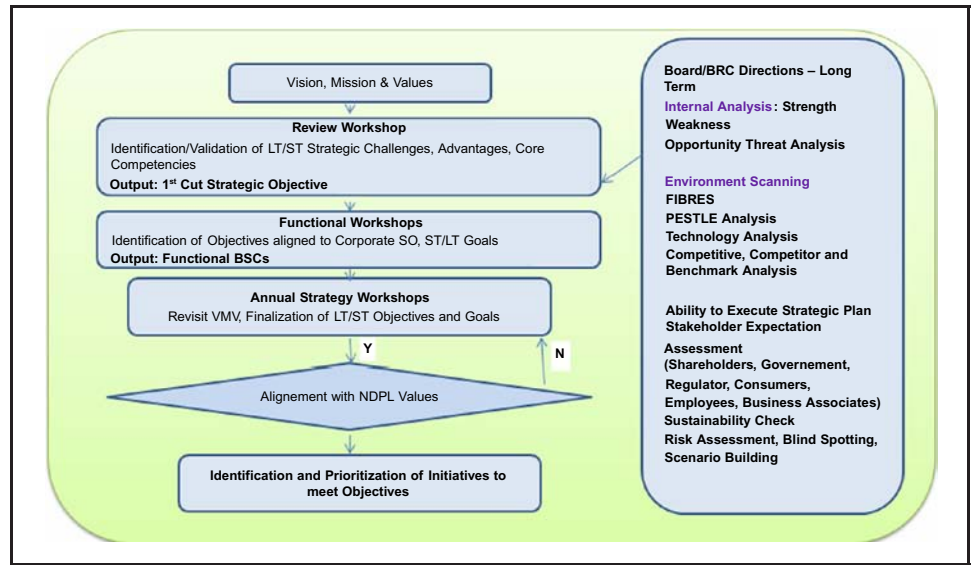 Vision, Mission & Values
Review Workshop
Identification/Validation of LT/ST Strategic Challenges, Advantages, Core
Competencies
Output: 1st Cut Strategic Objective
Functional Workshops
Identification of Objectives aligned to Corporate SO, ST/LT Goals
Output: Functional BSCs
Annual Strategy Workshops
Revisit VMV, Finalization of LT/ST Objectives and Goals
Y
N
Alignement with NDPL Values
Identification and Prioritization of Initiatives to
meet Objectives
Board/BRC Directions – Long
Term
Internal Analysis: Strength
Weakness
Opportunity Threat Analysis
Environment Scanning
FIBRES
PESTLE Analysis
Technology Analysis
Competitive, Competitor and
Benchmark Analysis
Ability to Execute Strategic Plan
Stakeholder Expectation
Assessment
(Shareholders, Governement,
Regulator, Consumers,
Employees, Business Associates)
Sustainability Check
Risk Assessment, Blind Spotting,
Scenario Building